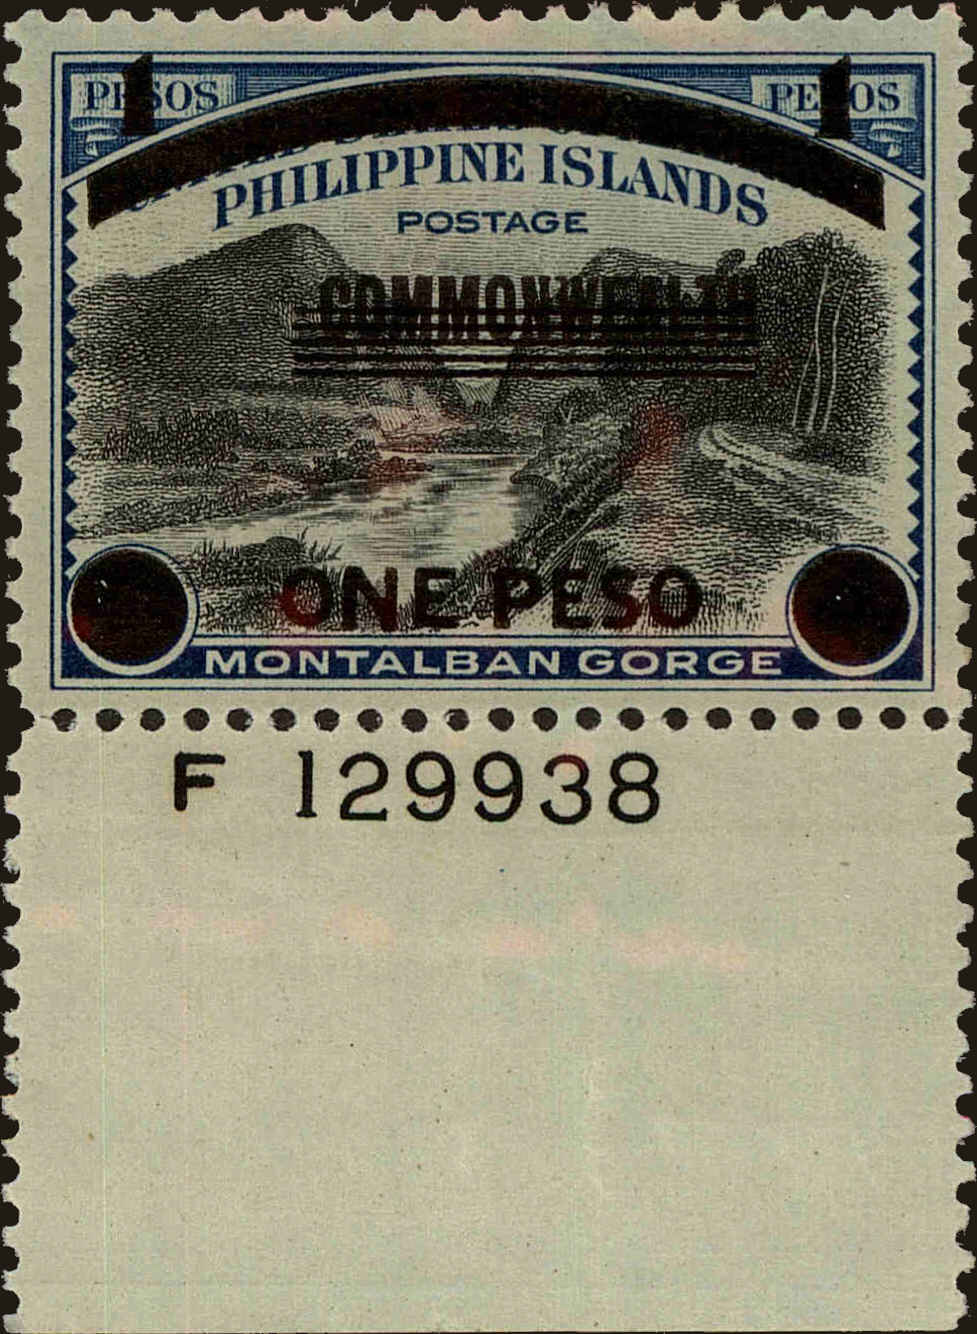 1 1
PESOS PESOS
PHILIPPINE ISLANDS
POSTAGE
COMMONWEALTH
ONE PESO
MONTALBAN GORGE
F 129938